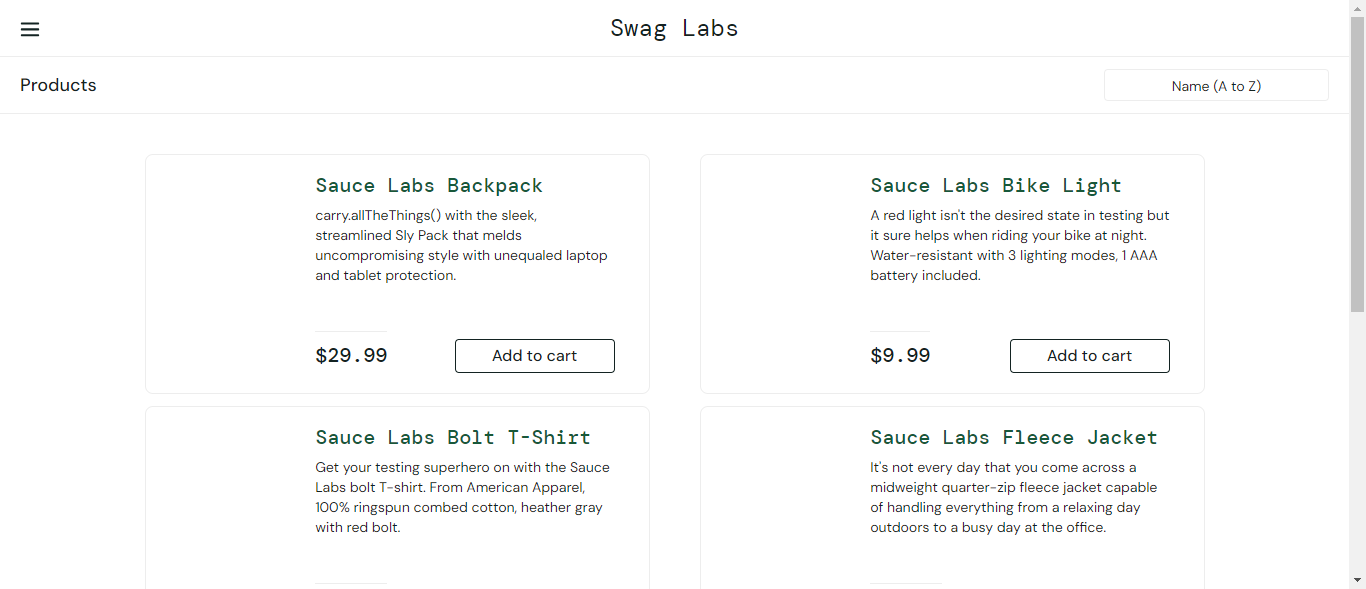 Swag Labs
Products
Name (A to Z)
Sauce Labs Backpack
carry.allTheThings() with the sleek,
streamlined Sly Pack that melds
uncompromising style with unequaled laptop
and tablet protection.
$29.99
Add to cart
Sauce Labs Bike Light
A red light isn't the desired state in testing but
it sure helps when riding your bike at night.
Water-resistant with 3 lighting modes, 1 AAA
battery included.
$9.99
Add to cart
Sauce Labs Bolt T-Shirt
Get your testing superhero on with the Sauce
Labs bolt T-shirt. From American Apparel,
100% ringspun combed cotton, heather gray
with red bolt.
Sauce Labs Fleece Jacket
It's not every day that you come across a
midweight quarter-zip fleece jacket capable
of handling everything from a relaxing day
outdoors to a busy day at the office.